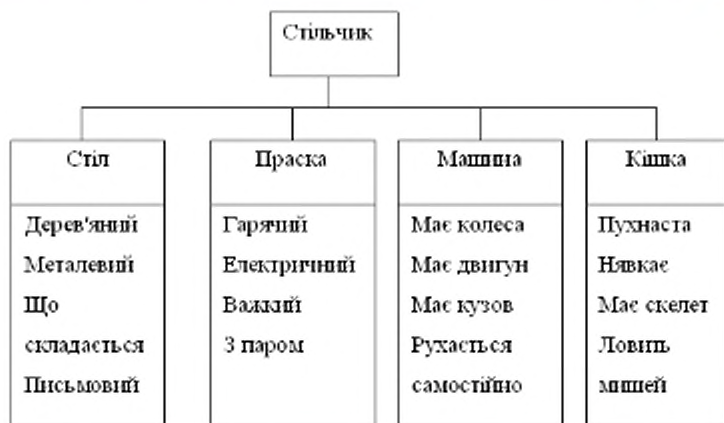 Стільчик
Стіл
Дерев'яний
Металевий
Що
складається
Письмовий
Праска
Гарячий
Електричний
Важкий
З паром
Машина
Має колеса
Має двигун
Має кузов
Рухається
самостійно
Кішка
Пухнаста
Нявкає
Має скелет
Ловить
мишей